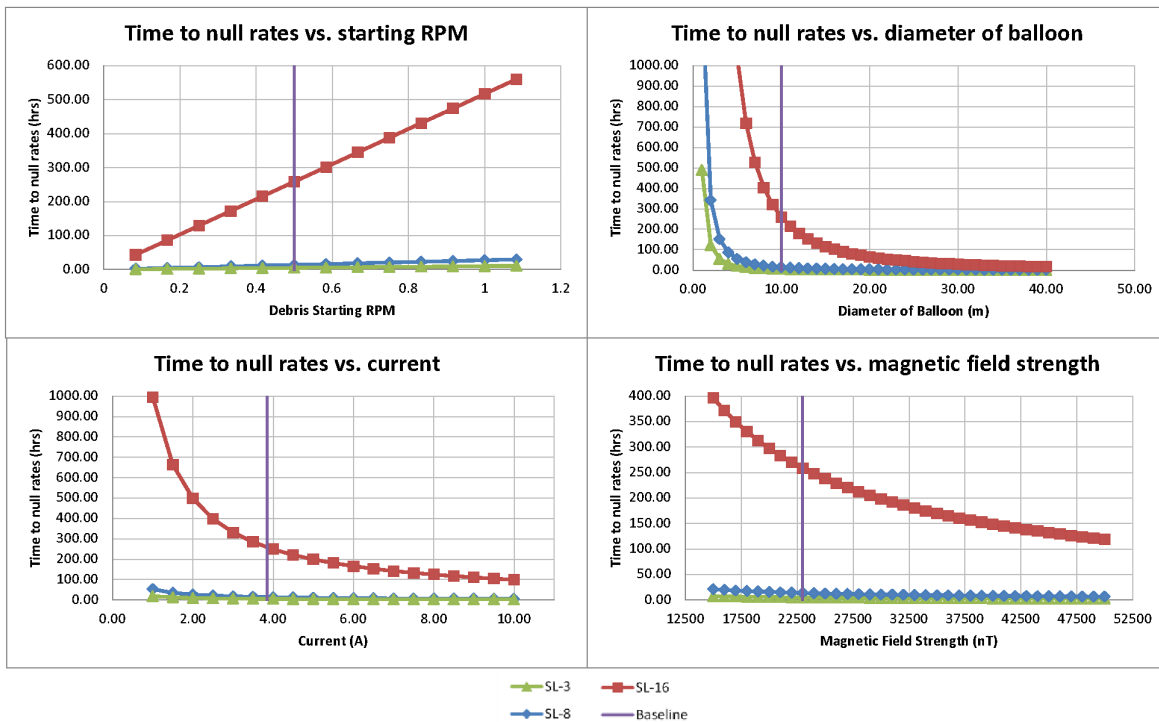 Time to null rates vs. starting RPM
Time to null rates (hrs)
600.00
500.00
400.00
300.00
200.00
100.00
0.00
0 0.2 0.4 0.6 0.8 1 1.2
Debris Starting RPM
Time to null rates vs. diameter of balloon
Time to null rates (hrs)
1000.00
900.00
800.00
700.00
600.00
500.00
400.00
300.00
200.00
100.00
0.00
0.00 10.00 20.00 30.00 40.00 50.00
Diameter of Balloon (m)
Time to null rates vs. current
Time to null rates (hrs)
1000.00
900.00
800.00
700.00
600.00
500.00
400.00
300.00
200.00
100.00
0.00
0.00 2.00 4.00 6.00 8.00 10.00
Current (A)
Time to null rates vs. magnetic field strength
Time to null rates (hrs)
400.00
350.00
300.00
250.00
200.00
150.00
100.00
50.00
0.00
12500 17500 22500 27500 32500 37500 42500 47500 52500
Magnetic Field Strength (nT)
SL-3 SL-16
SL-8 Baseline